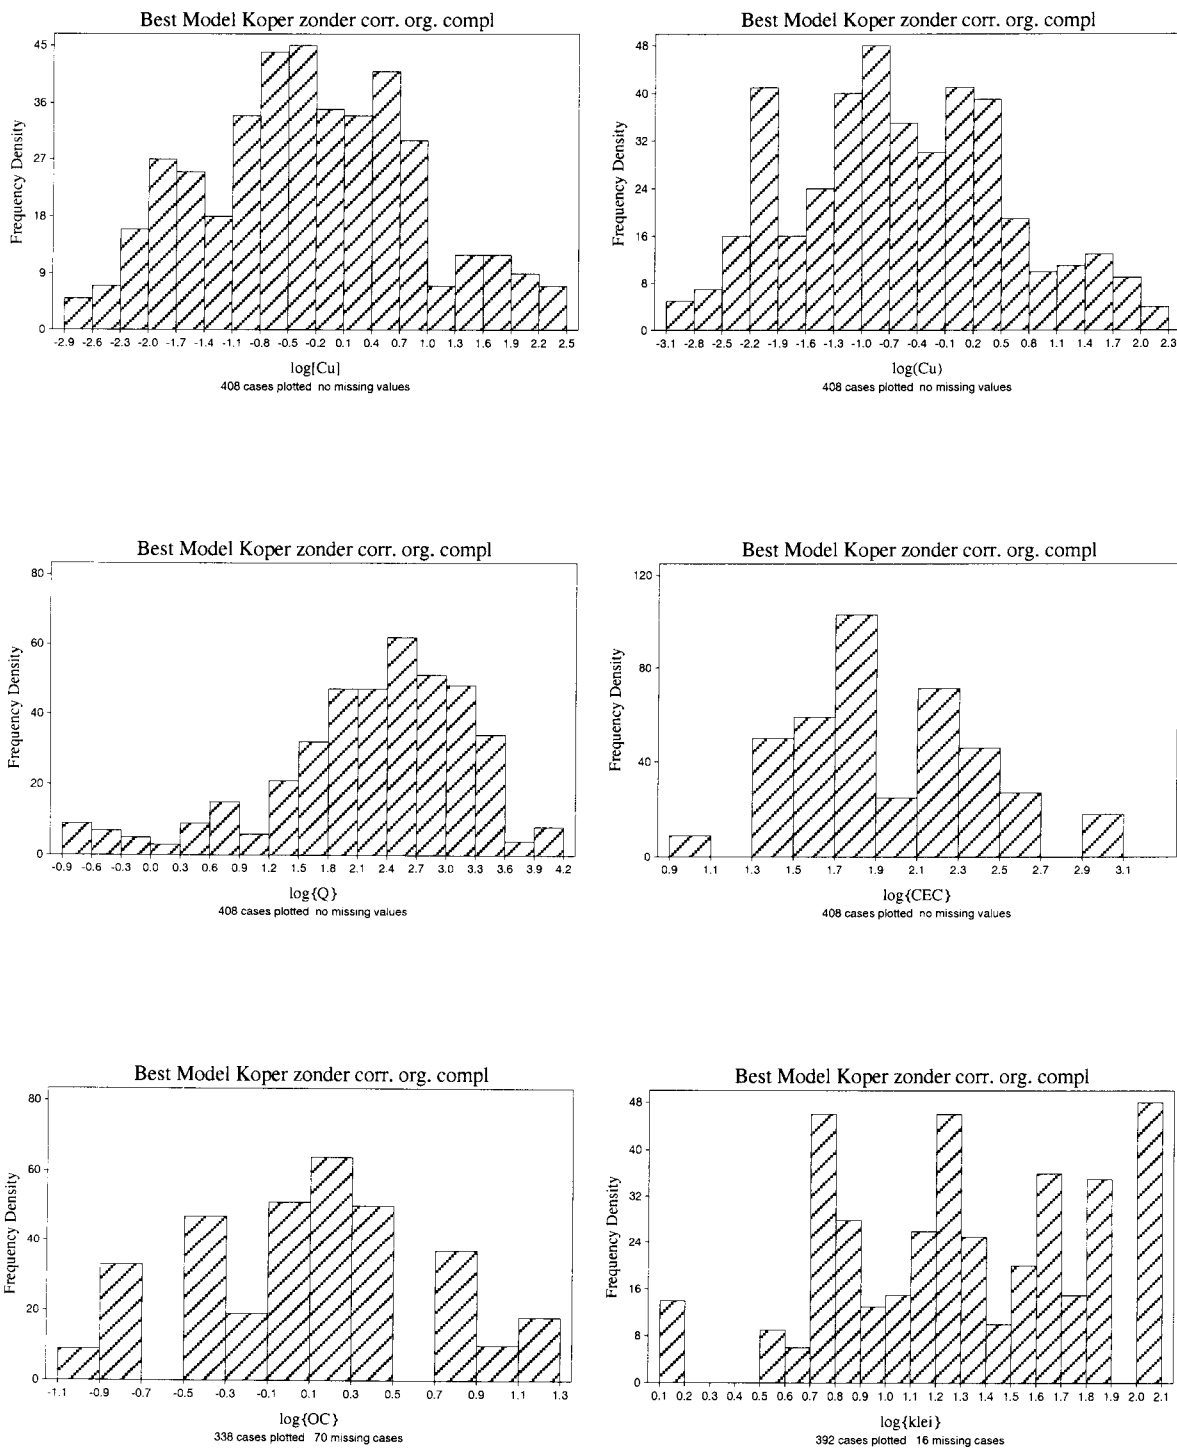 Best Model Koper zonder corr. org. compl
Frequency Density
45
36
27
18
9
0
-2.9 -2.6 -2.3 -2.0 -1.7 -1.4 -1.1 -0.8 -0.5 -0.2 0.1 0.4 0.7 1.0 1.3 1.6 1.9 2.2 2.5
log[Cu]
408 cases plotted no missing values
Best Model Koper zonder corr. org. compl
Frequency Density
48
40
32
24
16
8
0
-3.1 -2.8 -2.5 -2.2 -1.9 -1.6 -1.3 -1.0 -0.7 -0.4 -0.1 0.2 0.5 0.8 1.1 1.4 1.7 2.0 2.3
log(Cu)
408 cases plotted no missing values
Best Model Koper zonder corr. org. compl
Frequency Density
80
60
40
20
0
-0.9 -0.6 -0.3 0.0 0.3 0.6 0.9 1.2 1.5 1.8 2.1 2.4 2.7 3.0 3.3 3.6 3.9 4.2
log{Q}
408 cases plotted no missing values
Best Model Koper zonder corr. org. compl
Frequency Density
120
80
40
0
0.9 1.1 1.3 1.5 1.7 1.9 2.1 2.3 2.5 2.7 2.9 3.1
log{CEC}
408 cases plotted no missing values
Best Model Koper zonder corr. org. compl
Frequency Density
80
60
40
20
0
-1.1 -0.9 -0.7 -0.5 -0.3 -0.1 0.1 0.3 0.5 0.7 0.9 1.1 1.3
log{OC}
338 cases plotted 70 missing cases
Best Model Koper zonder corr. org. compl
Frequency Density
48
40
32
24
16
8
0
0.1 0.2 0.3 0.4 0.5 0.6 0.7 0.8 0.9 1.0 1.1 1.2 1.3 1.4 1.5 1.6 1.7 1.8 1.9 2.0 2.1
log{klei}
392 cases plotted 16 missing cases